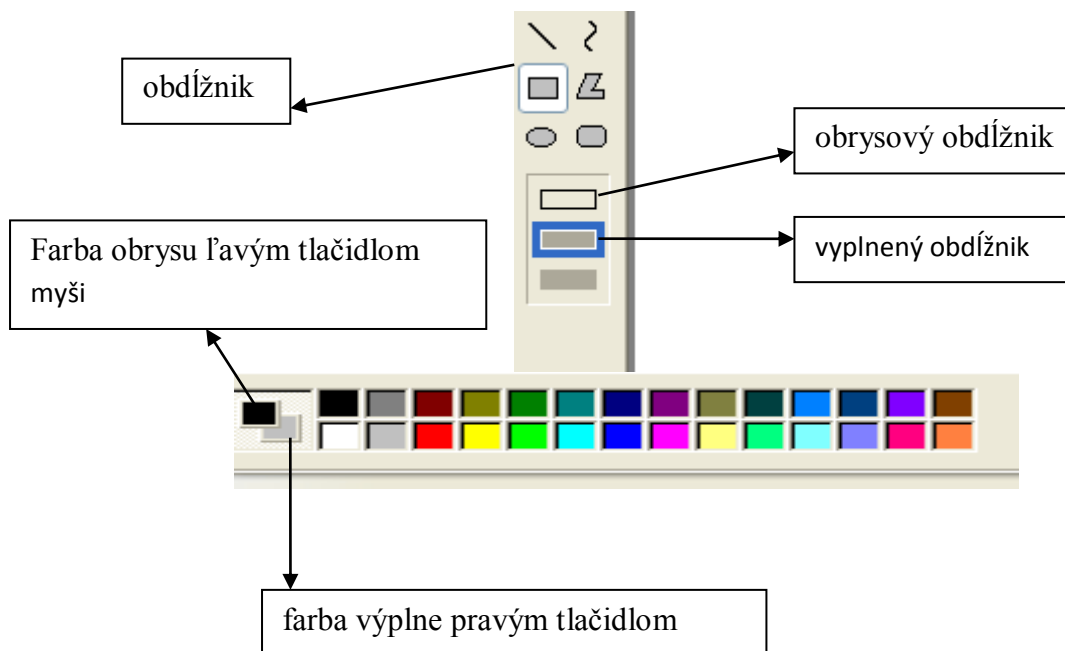 obdĺžnik
obrysový obdĺžnik
Farba obrysu ľavým tlačidlom
myši
vyplnený obdĺžnik
farba výplne pravým tlačidlom